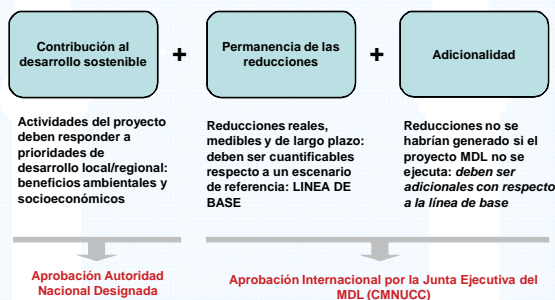 Contribución al
desarrollo sostenible
+
Permanencia de las
reducciones
+
Adicionalidad
Actividades del proyecto
deben responder a
prioridades de
desarrollo local/regional:
beneficios ambientales y
socioeconómicos
Reducciones reales,
medibles y de largo plazo:
deben ser cuantificables
respecto a un escenario
de referencia: LINEA DE
BASE
Reducciones no se
habrían generado si el
proyecto MDL no se
ejecuta: deben ser
adicionales con respecto
a la línea de base
Aprobación Autoridad
Nacional Designada
Aprobación Internacional por la Junta Ejecutiva del
MDL (CMNUCC)